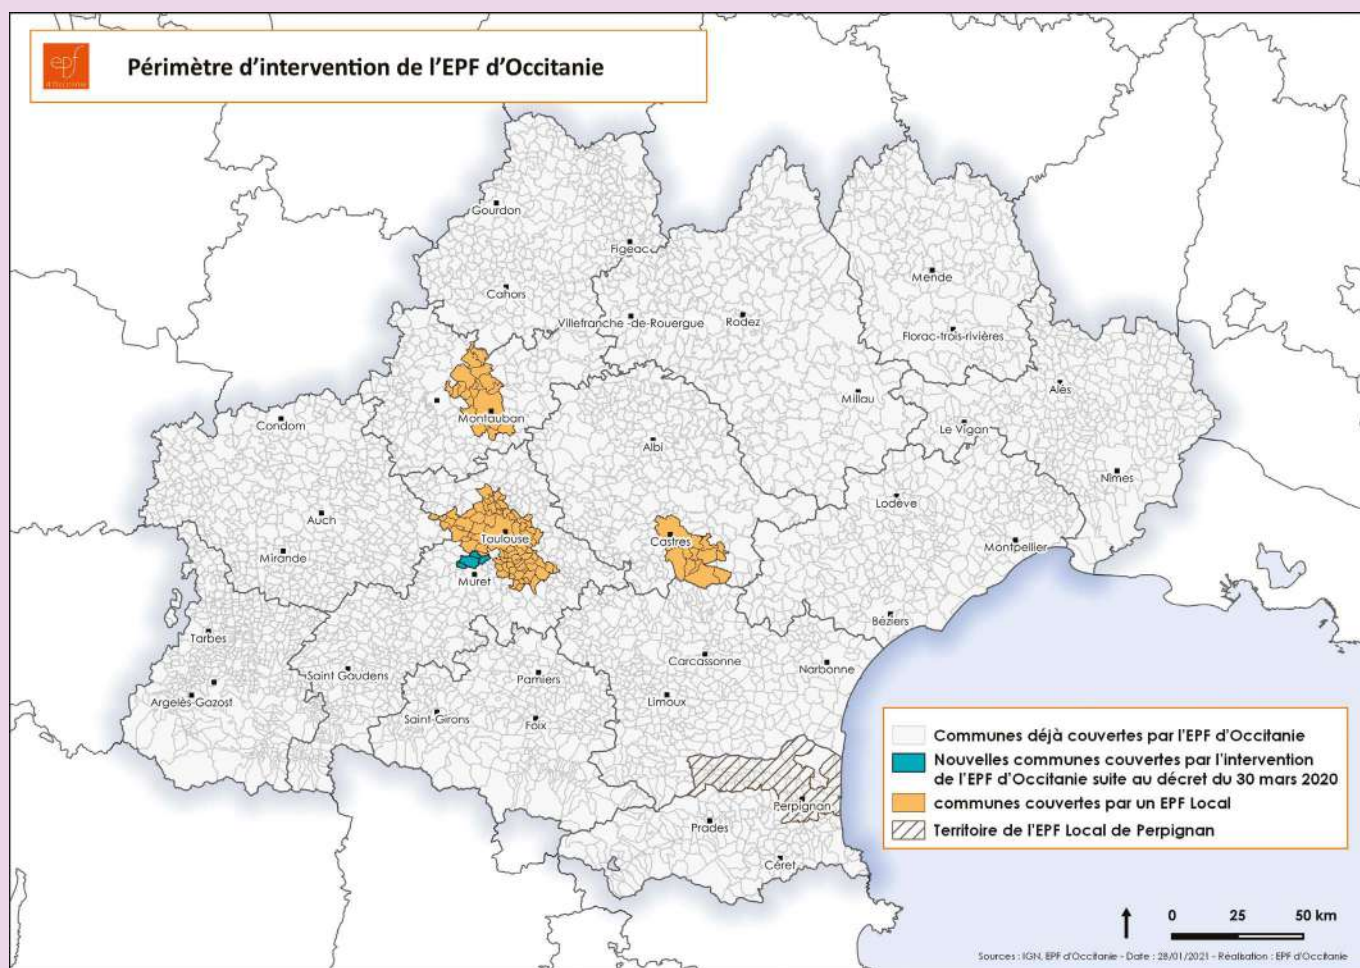 epf
d'Occitanie
Périmètre d'intervention de l'EPF d'Occitanie
Gourdon
Figeac
Cahors
Mende
Villefranche-de-Rouergue
Rodez
Florac-trois-rivières
Alès
Millau
Montauban
Condom
Le Vigan
Albi
Nîmes
Lodève
Auch
Toulouse
Castres
Montpellier
Mirande
Muret
Béziers
Tarbes
Carcassonne
Narbonne
Saint Gaudens
Pamiers
Argelès-Gazost
Limoux
Saint-Girons
Foix
Perpignan
Prades
Céret
Communes déjà couvertes par l'EPF d'Occitanie
Nouvelles communes couvertes par l'intervention
de l'EPF d'Occitanie suite au décret du 30 mars 2020
communes couvertes par un EPF Local
Territoire de l'EPF Local de Perpignan
0 25 50 km
Sources : IGN, EPF d'Occitanie - Date : 28/01/2021 - Réalisation : EPF d'Occitanie